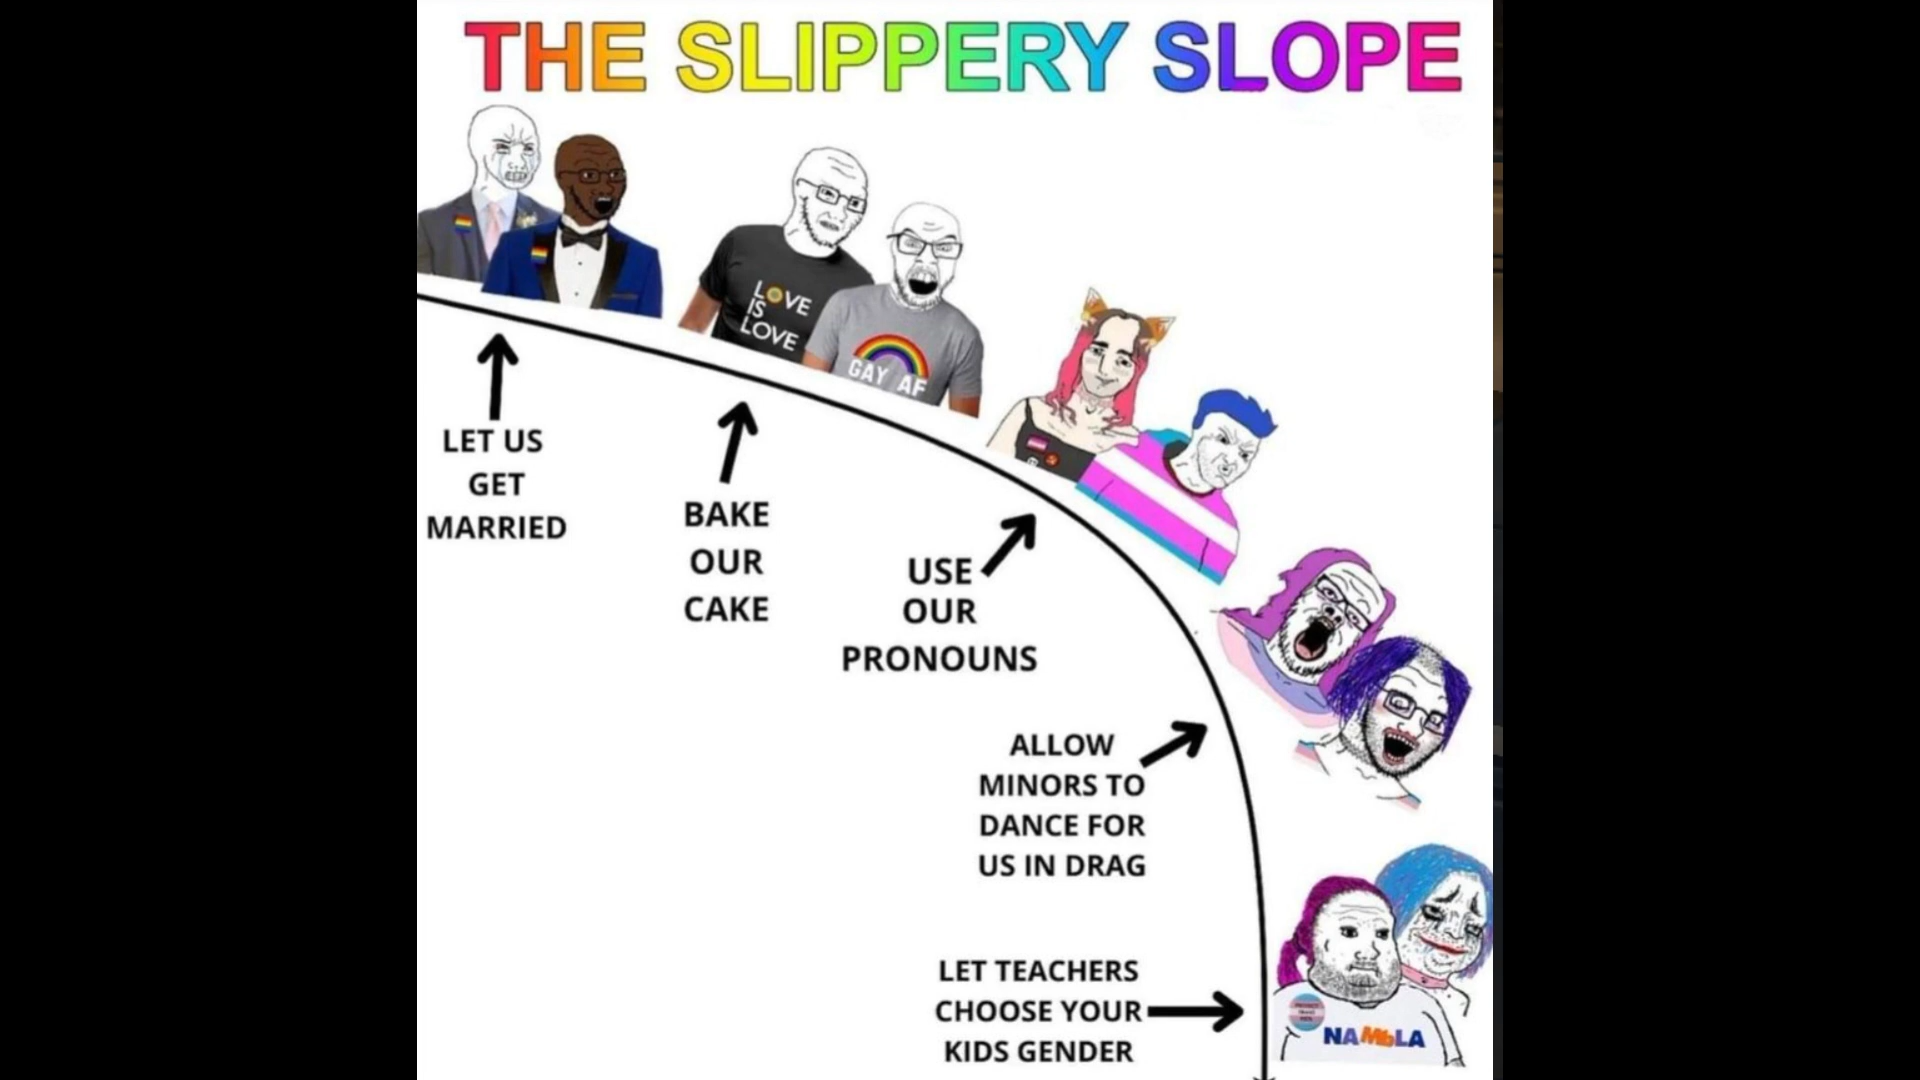 THE SLIPPERY SLOPE
LOVE
IS
LOVE
GAY AF
LET US
GET
MARRIED
BAKE
OUR
CAKE
USE
OUR
PRONOUNS
ALLOW
MINORS TO
DANCE FOR
US IN DRAG
LET TEACHERS
CHOOSE YOUR
KIDS GENDER
NAMbLA